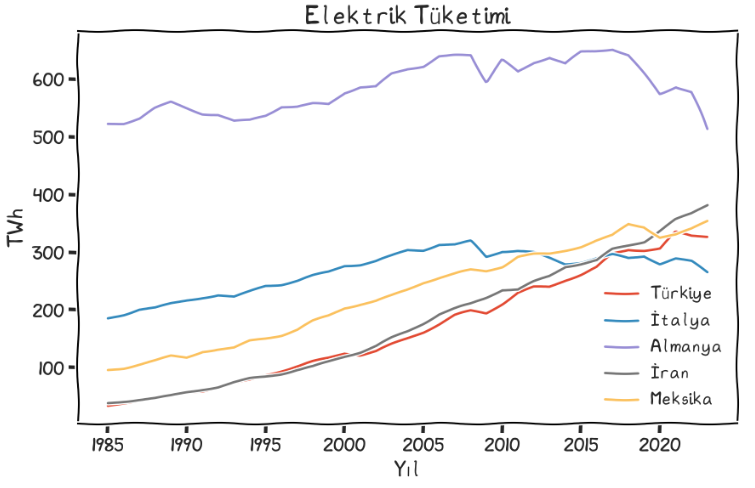 Elektrik Tüketimi
TWh
600
500
400
300
200
100
1985 1990 1995 2000 2005 2010 2015 2020
Yıl
Türkiye
İtalya
Almanya
İran
Meksika